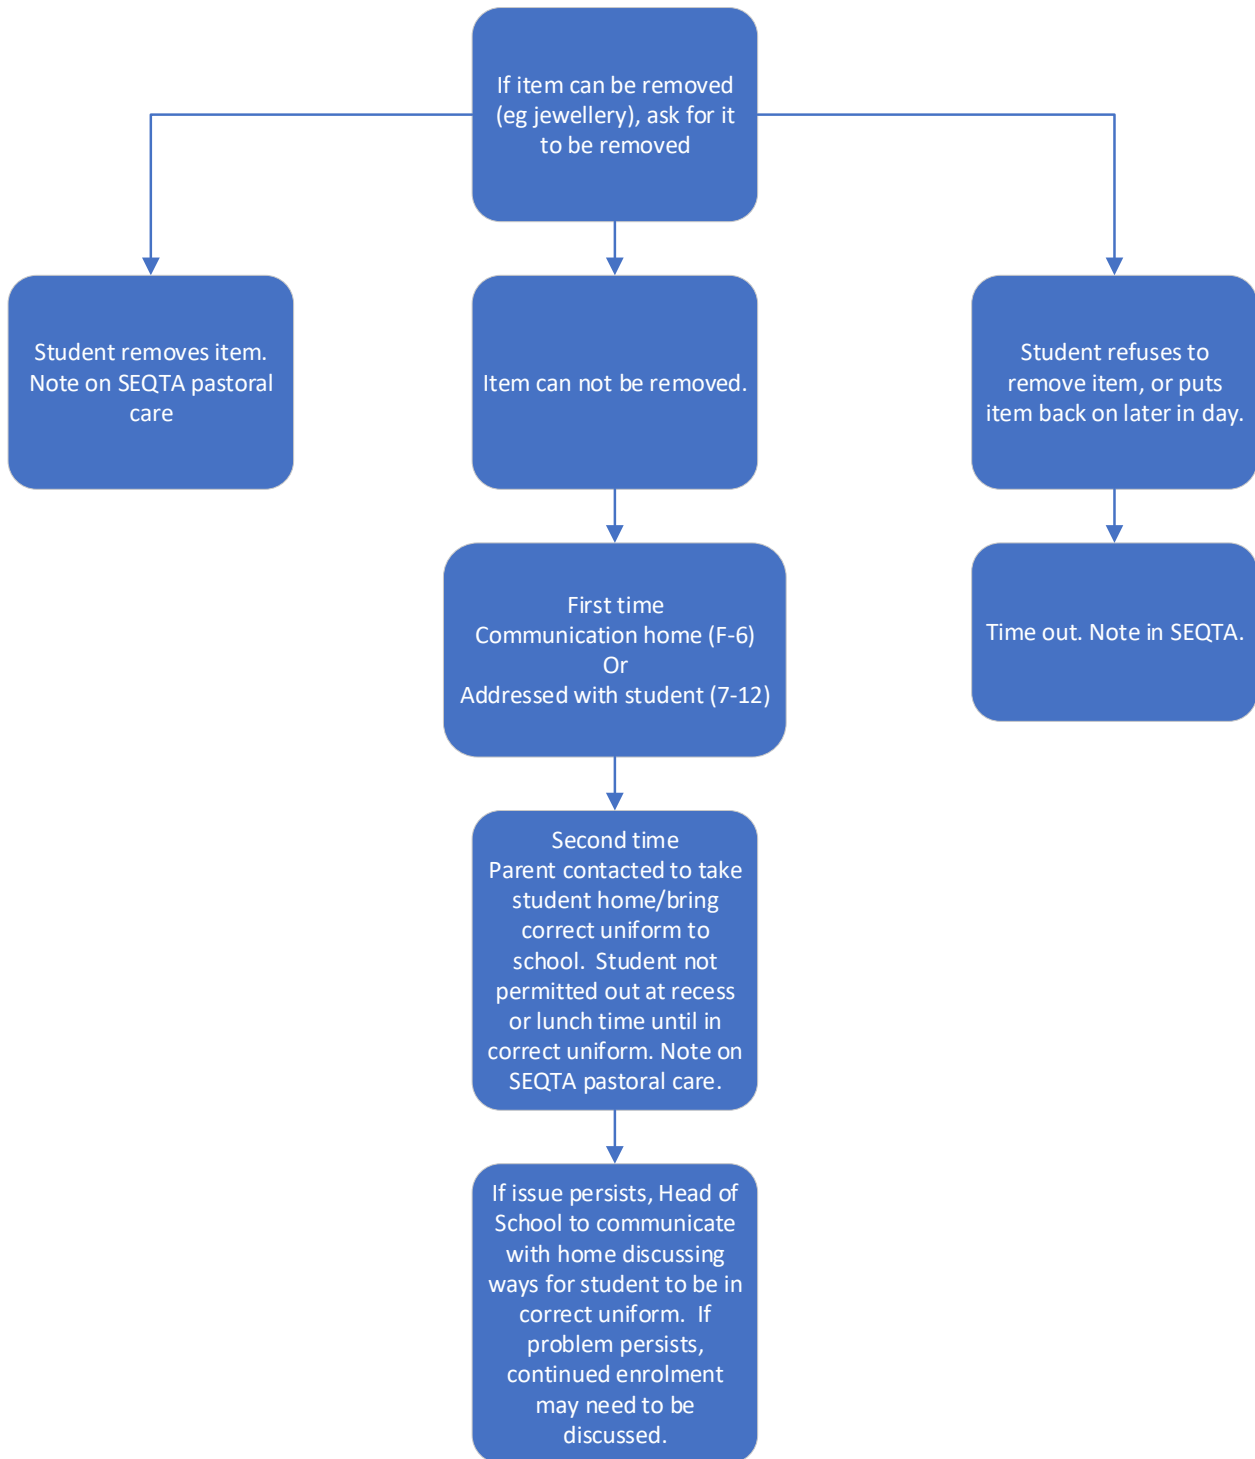 If item can be removed
(eg jewellery), ask for it
to be removed
Student removes item.
Note on SEQTA pastoral
care
Item can not be removed.
Student refuses to
remove item, or puts
item back on later in day.
First time
Communication home (F-6)
Or
Addressed with student (7-12)
Time out. Note in SEQTA.
Second time
Parent contacted to take
student home/bring
correct uniform to
school.  Student not
permitted out at recess
or lunch time until in
correct uniform. Note on
SEQTA pastoral care.
If issue persists, Head of
School to communicate
with home discussing
ways for student to be in
correct uniform.  If
problem persists,
continued enrolment
may need to be
discussed.